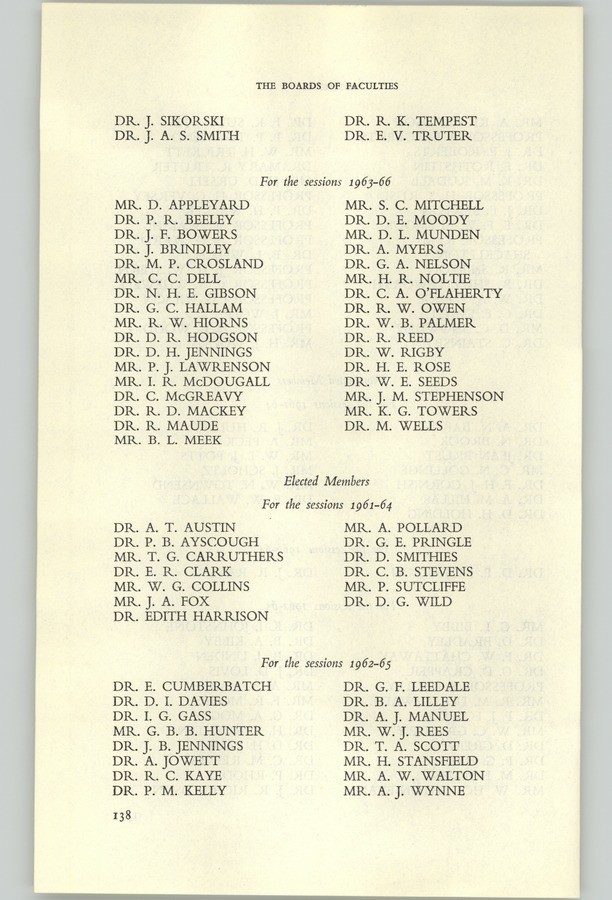 THE BOARDS OF FACULTIES
DR. J. SIKORSKI
DR. J. A. S. SMITH
DR. R. K. TEMPEST
DR. E. V. TRUTER
For the sessions 1963-66
MR. D. APPLEYARD
DR. P. R. BEELEY
DR. J. F. BOWERS
DR. J. BRINDLEY
DR. M. P. CROSLAND
MR. C. C. DELL
DR. N. H. E. GIBSON
DR. G. C. HALLAM
MR. R. W. HIORNS
DR. D. R. HODGSON
DR. D. H. JENNINGS
MR. P. J. LAWRENSON
MR. I. R. McDOUGALL
DR. C. McGREAVY
DR. R. D. MACKEY
DR. R. MAUDE
MR. B. L. MEEK
MR. S. C. MITCHELL
DR. D. E. MOODY
MR. D. L. MUNDEN
DR. A. MYERS
DR. G. A. NELSON
MR. H. R. NOLTIE
DR. C. A. O'FLAHERTY
DR. R. W. OWEN
DR. W. B. PALMER
DR. R. REED
DR. W. RIGBY
DR. H. E. ROSE
DR. W. E. SEEDS
MR. J. M. STEPHENSON
MR. K. G. TOWERS
DR. M. WELLS
Elected Members
For the sessions 1961-64
DR. A. T. AUSTIN
DR. P. B. AYSCOUGH
MR. T. G. CARRUTHERS
DR. E. R. CLARK
MR. W. G. COLLINS
MR. J. A. FOX
DR. EDITH HARRISON
MR. A. POLLARD
DR. G. E. PRINGLE
DR. D. SMITHIES
DR. C. B. STEVENS
MR. P. SUTCLIFFE
DR. D. G. WILD
For the sessions 1962-65
DR. E. CUMBERBATCH
DR. D. I. DAVIES
DR. I. G. GASS
MR. G. B. B. HUNTER
DR. J. B. JENNINGS
DR. A. JOWETT
DR. R. C. KAYE
DR. P. M. KELLY
DR. G. F. LEEDALE
DR. B. A. LILLEY
DR. A. J. MANUEL
MR. W. J. REES
DR. T. A. SCOTT
MR. H. STANSFIELD
MR. A. W. WALTON
MR. A. J. WYNNE
138